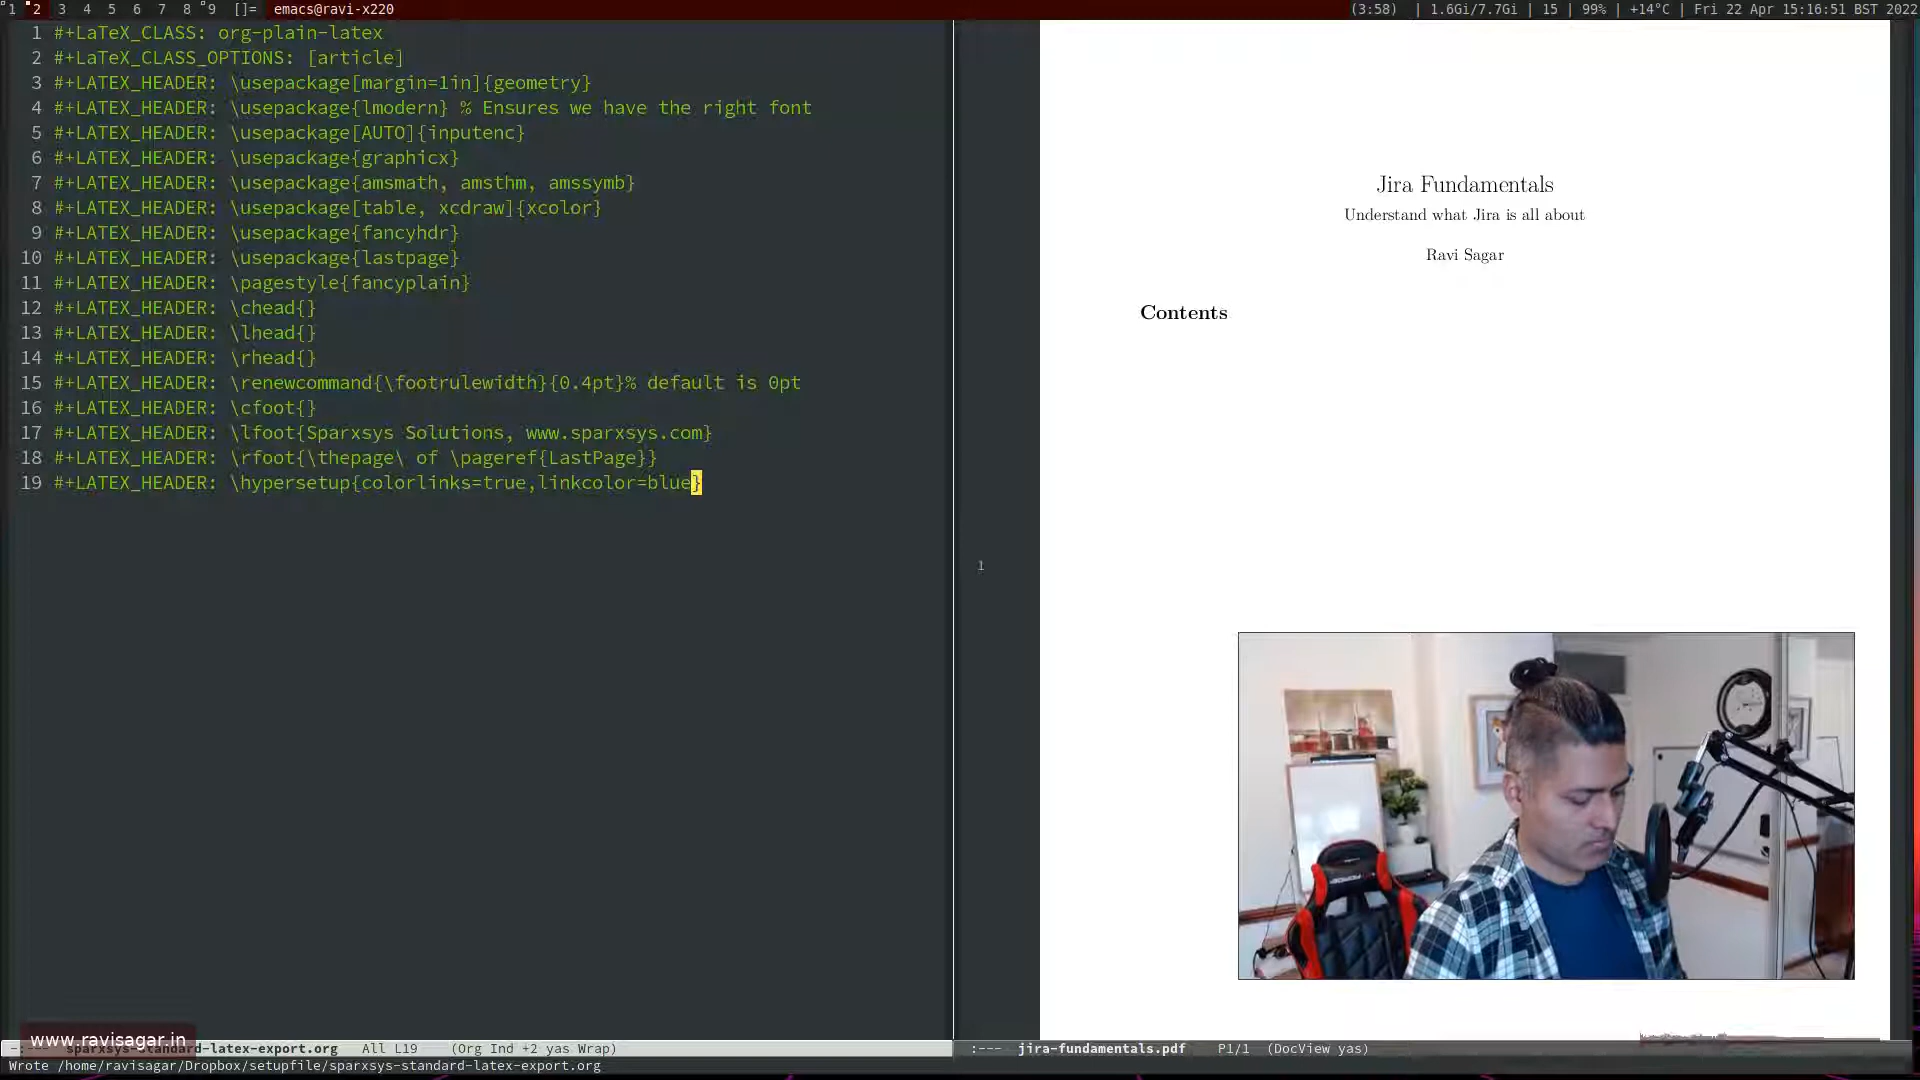 1 2 3 4 5 6 7 8 9 []= emacs@ravi-x220 (3:58) | 1.6Gi/7.7Gi | 15 | 99% | +14°C | Fri 22 Apr 15:16:51 BST 2022
1 #+LaTeX_CLASS: org-plain-latex
2 #+LaTeX_CLASS_OPTIONS: [article]
3 #+LATEX_HEADER: \usepackage[margin=1in]{geometry}
4 #+LATEX_HEADER: \usepackage{lmodern} % Ensures we have the right font
5 #+LATEX_HEADER: \usepackage[AUTO]{inputenc}
6 #+LATEX_HEADER: \usepackage{graphicx}
7 #+LATEX_HEADER: \usepackage{amsmath, amsthm, amssymb}
8 #+LATEX_HEADER: \usepackage[table, xcdraw]{xcolor}
9 #+LATEX_HEADER: \usepackage{fancyhdr}
10 #+LATEX_HEADER: \usepackage{lastpage}
11 #+LATEX_HEADER: \pagestyle{fancyplain}
12 #+LATEX_HEADER: \chead{}
13 #+LATEX_HEADER: \lhead{}
14 #+LATEX_HEADER: \rhead{}
15 #+LATEX_HEADER: \renewcommand{\footrulewidth}{0.4pt}% default is 0pt
16 #+LATEX_HEADER: \cfoot{}
17 #+LATEX_HEADER: \lfoot{Sparxsys Solutions, www.sparxsys.com}
18 #+LATEX_HEADER: \rfoot{\thepage\ of \pageref{LastPage}}
19 #+LATEX_HEADER: \hypersetup{colorlinks=true,linkcolor=blue}
www.ravisagar.in
-:--- sparxsys-standard-latex-export.org All L19 (Org Ind +2 yas Wrap)
Wrote /home/ravisagar/Dropbox/setupfile/sparxsys-standard-latex-export.org
Jira Fundamentals
Understand what Jira is all about
Ravi Sagar
Contents
1
:--- jira-fundamentals.pdf P1/1 (DocView yas)